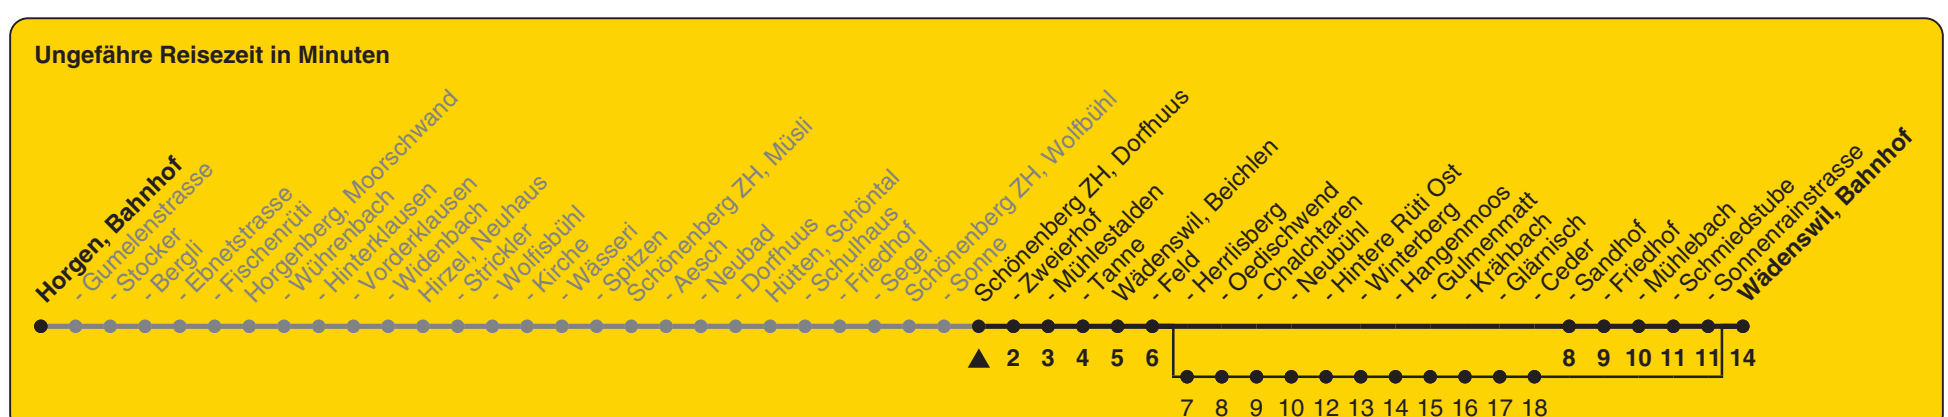 Ungefähre Reisezeit in Minuten
Horgen, Bahnhof
- Gumelenstrasse
- Stocker
- Bergli
- Ebnetstrasse
- Fischenrüti
Horgenberg, Moorschwand
- Wührenbach
- Hinterklausen
- Vorderklausen
- Widenbach
Hirzel, Neuhaus
- Strickler
- Wolfisbühl
- Kirche
- Wässeri
- Spitzen
Schönenberg ZH, Müsli
- Aesch
- Neubad
- Dorfhuus
Hütten, Schöntal
- Schulhaus
- Friedhof
- Segel
Schönenberg ZH, Wolfbühl
- Sonne
Schönenberg ZH, Dorfhuus
- Zweierhof
- Mühlestalden
- Tanne
Wädenswil, Beichlen
- Feld
- Herrlisberg
- Oedischwend
- Chalchtaren
- Neubühl
- Hintere Rüti Ost
- Winterberg
- Hangenmoos
- Gulmenmatt
- Krähbach
- Glärnisch
- Ceder
- Sandhof
- Friedhof
- Mühlebach
- Schmiedstube
- Sonnenrainstrasse
Wädenswil, Bahnhof
2 3 4 5 6 8 9 10 11 11 14
7 8 9 10 12 13 14 15 16 17 18